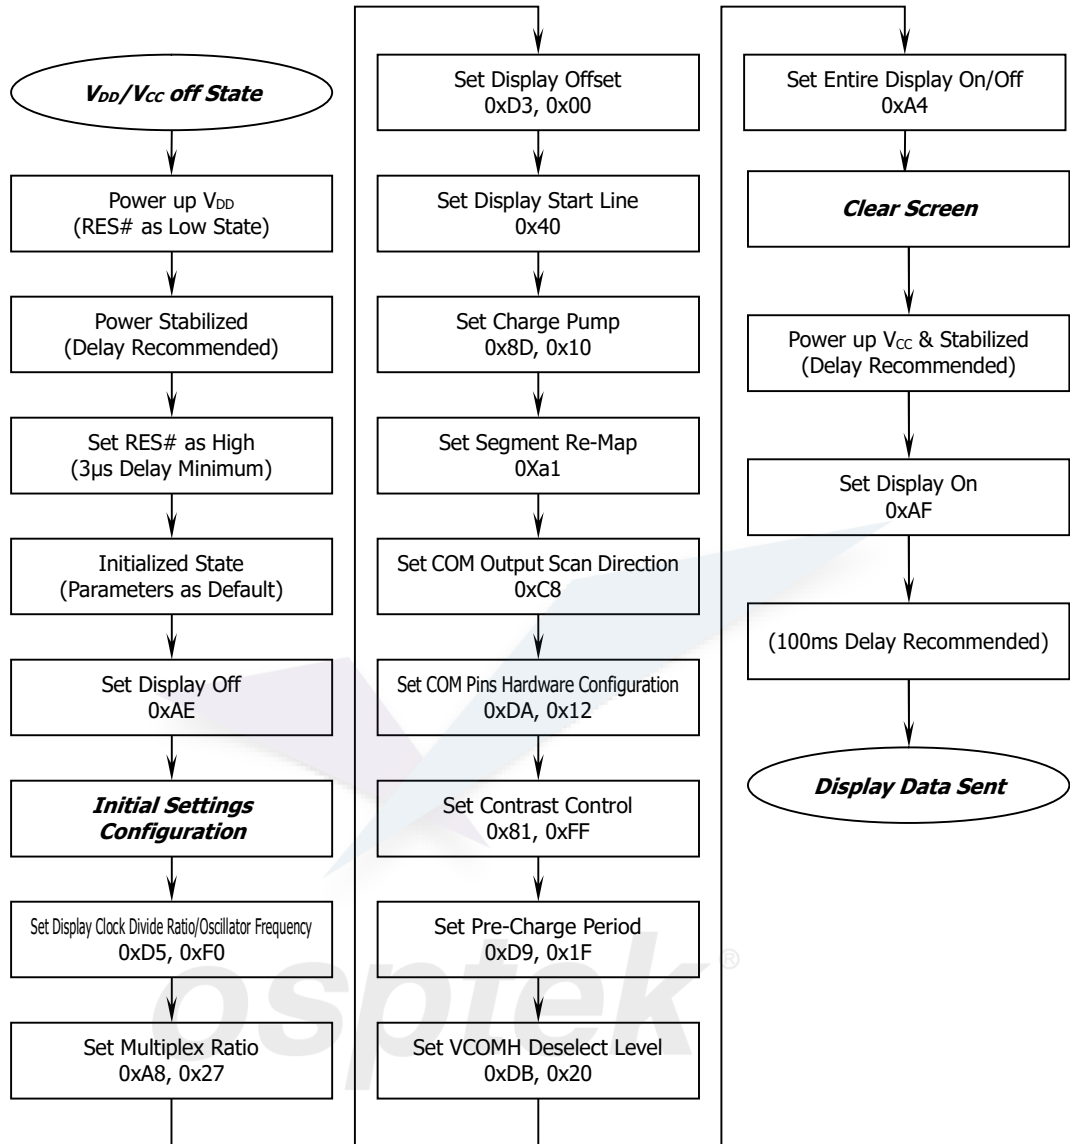 V_DD/V_CC off State
Power up V_DD
(RES# as Low State)
Power Stabilized
(Delay Recommended)
Set RES# as High
(3µs Delay Minimum)
Initialized State
(Parameters as Default)
Set Display Off
0xAE
Initial Settings
Configuration
Set Display Clock Divide Ratio/Oscillator Frequency
0xD5, 0xF0
Set Multiplex Ratio
0xA8, 0x27
Set Display Offset
0xD3, 0x00
Set Display Start Line
0x40
Set Charge Pump
0x8D, 0x10
Set Segment Re-Map
0Xa1
Set COM Output Scan Direction
0xC8
Set COM Pins Hardware Configuration
0xDA, 0x12
Set Contrast Control
0x81, 0xFF
Set Pre-Charge Period
0xD9, 0x1F
Set VCOMH Deselect Level
0xDB, 0x20
Set Entire Display On/Off
0xA4
Clear Screen
Power up V_CC & Stabilized
(Delay Recommended)
Set Display On
0xAF
(100ms Delay Recommended)
Display Data Sent
osptek®